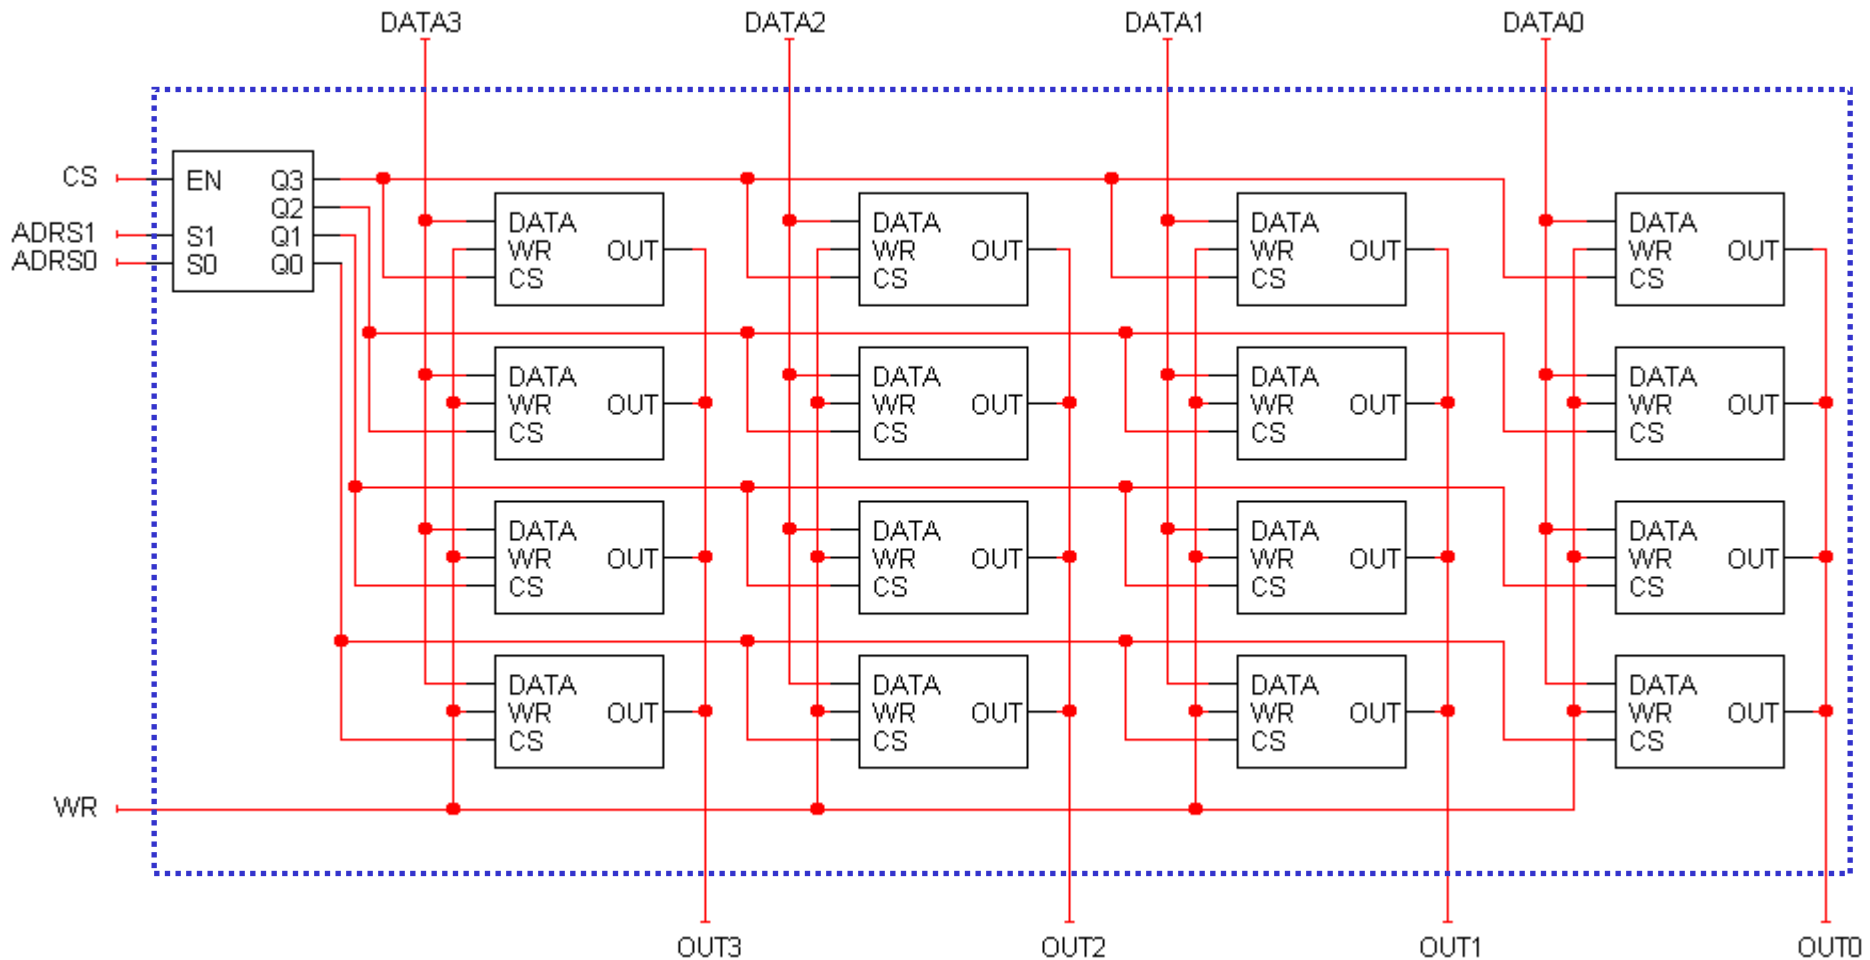 DATA3 DATA2 DATA1 DATA0
CS EN Q3
Q2
ADRS1 S1 Q1
ADRS0 S0 Q0
DATA DATA DATA DATA
WR OUT WR OUT WR OUT WR OUT
CS CS CS CS
DATA DATA DATA DATA
WR OUT WR OUT WR OUT WR OUT
CS CS CS CS
DATA DATA DATA DATA
WR OUT WR OUT WR OUT WR OUT
CS CS CS CS
DATA DATA DATA DATA
WR OUT WR OUT WR OUT WR OUT
CS CS CS CS
WR
OUT3 OUT2 OUT1 OUT0